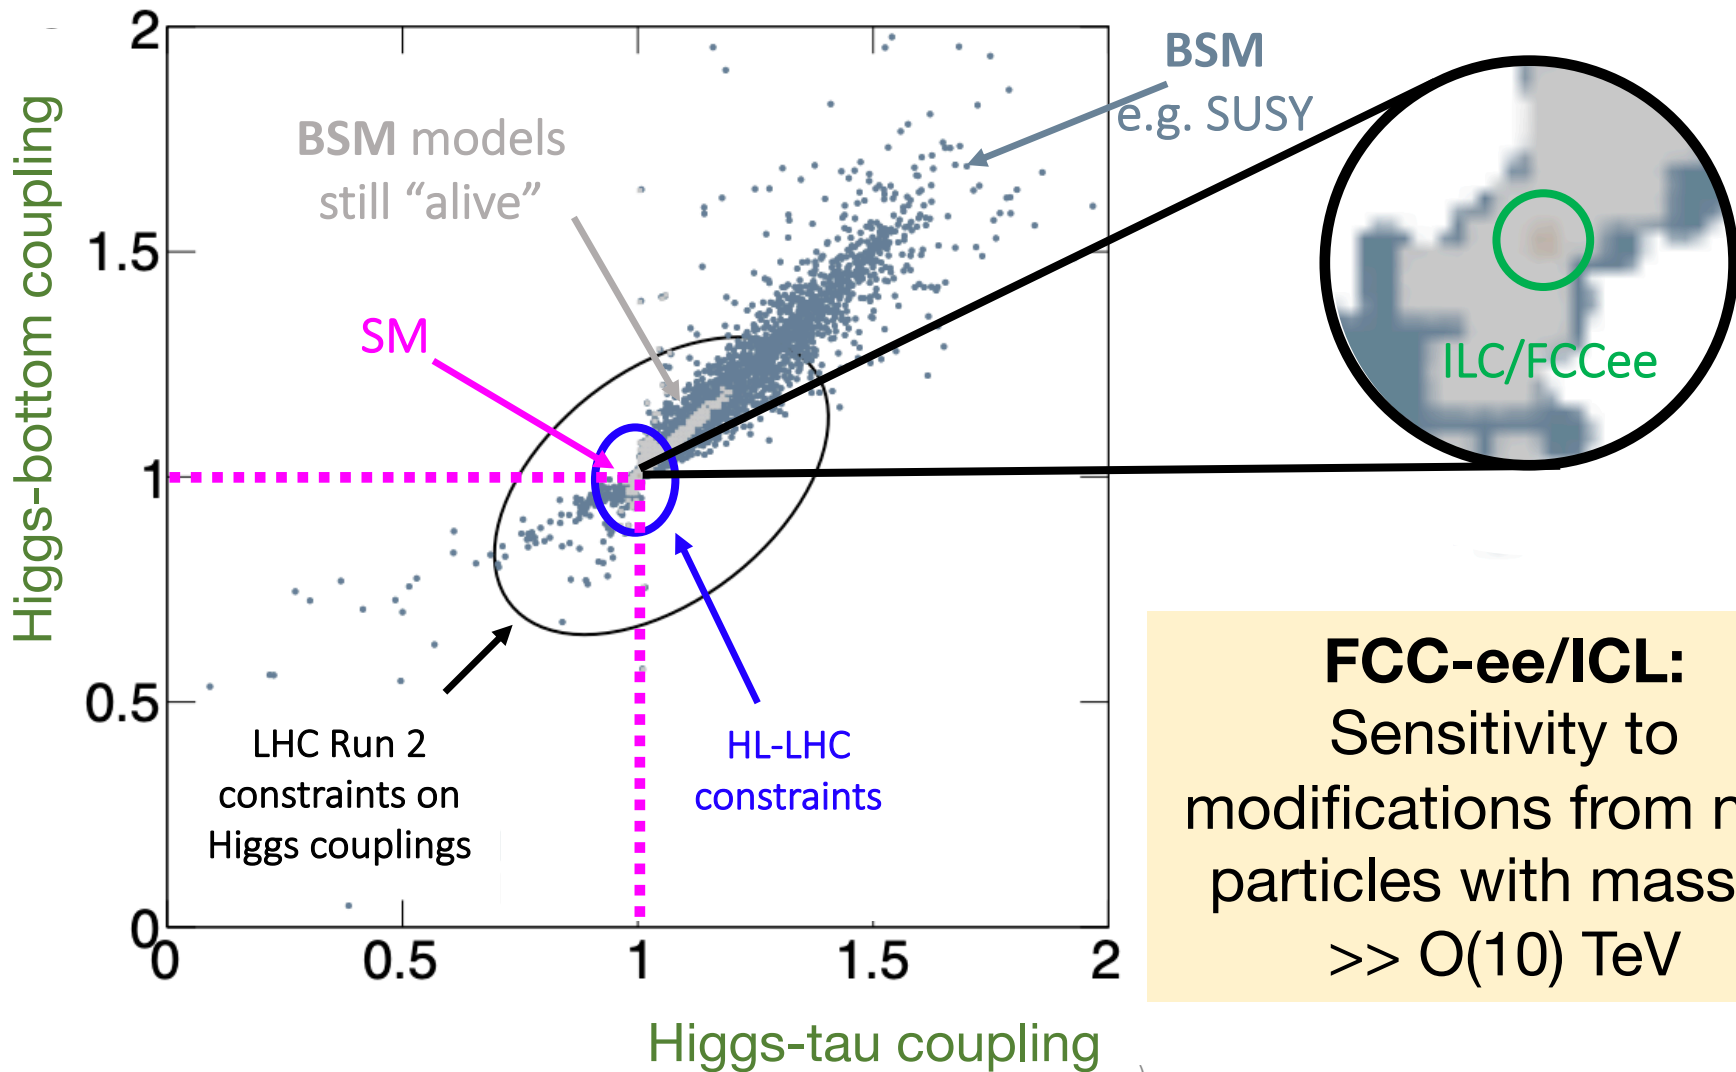 2
1.5
1
0.5
0
0
0.5
1
1.5
2
Higgs-bottom coupling
Higgs-tau coupling
BSM
e.g. SUSY
BSM models
still “alive”
SM
ILC/FCCee
LHC Run 2
constraints on
Higgs couplings
HL-LHC
constraints
FCC-ee/ICL:
Sensitivity to
modifications from
particles with mass
>> O(10) TeV